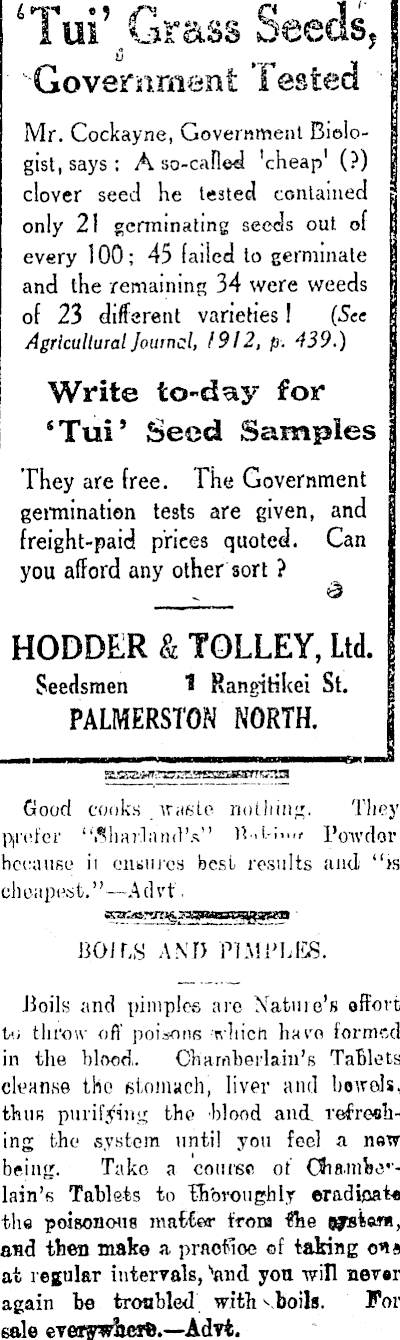 'Tui' Grass Seeds,
Government Tested
Mr. Cockayne, Government Biolo-
gist, says : A so-called 'cheap' (?)
clover seed he tested contained
only 21 germinating seeds out of
every 100; 45 failed to germinate
and the remaining 34 were weeds
of 23 different varieties! (See
Agricultural Journal, 1912, p. 439.)
Write to-day for
'Tui' Seed Samples
They are free. The Government
germination tests are given, and
freight-paid prices quoted. Can
you afford any other sort ?
HODDER & TOLLEY, Ltd.
Seedsmen 1 Rangitikei St.
PALMERSTON NORTH.
Good cooks waste nothing. They
prefer "Sharland's" Baking Powder
because it ensures best results and "is
cheapest."—Advt.
BOILS AND PIMPLES.
Boils and pimples are Nature's effort
to throw off poisons which have formed
in the blood. Chamberlain's Tablets
cleanse the stomach, liver and bowels,
thus purifying the blood and refresh-
ing the system until you feel a new
being. Take a course of Chamber-
lain's Tablets to thoroughly eradicate
the poisonous matter from the system,
and then make a practice of taking one
at regular intervals, and you will never
again be troubled with boils. For
sale everywhere.—Advt.